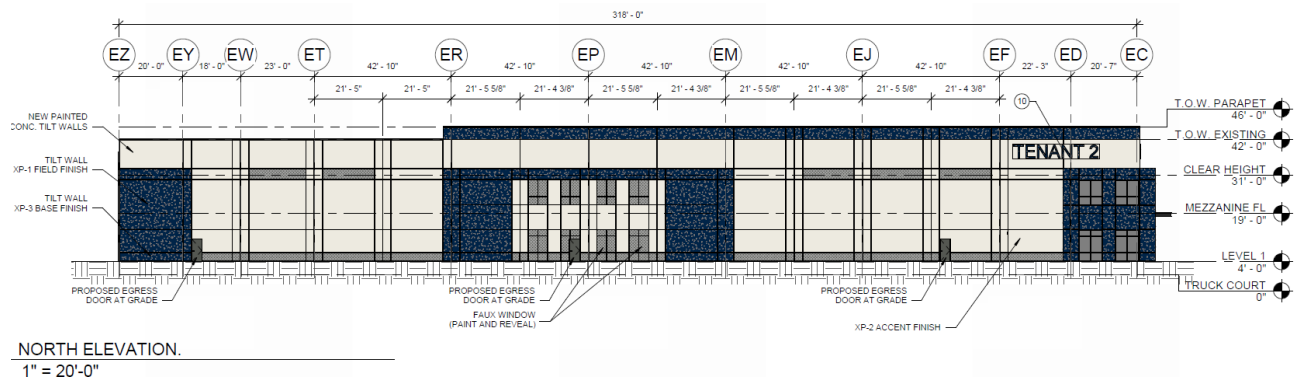 318' - 0"
EZ EY EW ET ER EP EM EJ EF ED EC
20' - 0" 18' - 0" 23' - 0" 42' - 10" 42' - 10" 42' - 10" 42' - 10" 42' - 10" 22' - 3" 20' - 7"
21' - 5" 21' - 5" 21' - 5 5/8" 21' - 4 3/8" 21' - 5 5/8" 21' - 4 3/8" 21' - 5 5/8" 21' - 4 3/8" 21' - 5 5/8" 21' - 4 3/8"
10
NEW PAINTED
CONC. TILT WALLS
TILT WALL
XP-1 FIELD FINISH
TILT WALL
XP-3 BASE FINISH
TENANT 2
T.O.W. PARAPET
46' - 0"
T.O.W. EXISTING
42' - 0"
CLEAR HEIGHT
31' - 0"
MEZZANINE FL
19' - 0"
LEVEL 1
4' - 0"
TRUCK COURT
0"
PROPOSED EGRESS
DOOR AT GRADE
PROPOSED EGRESS
DOOR AT GRADE
FAUX WINDOW
(PAINT AND REVEAL)
PROPOSED EGRESS
DOOR AT GRADE
XP-2 ACCENT FINISH
NORTH ELEVATION.
1" = 20'-0"